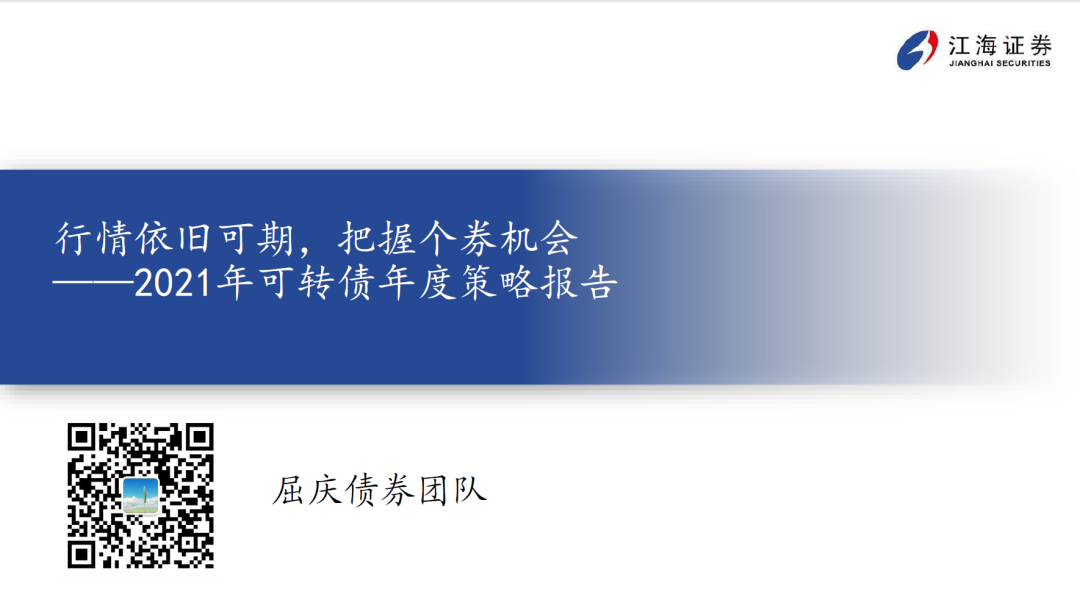 江海证券
JIANGHAI SECURITIES
行情依旧可期，把握个券机会
——2021年可转债年度策略报告
屈庆债券团队